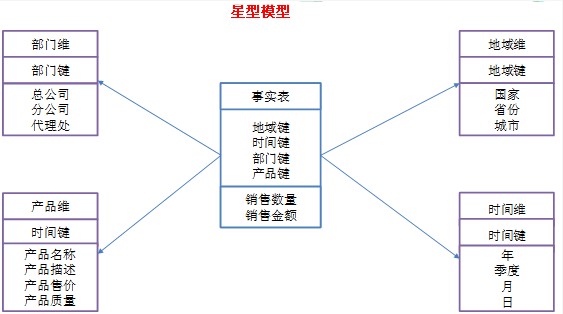 星型模型
部门维
部门键
总公司
分公司
代理处
地域维
地域键
国家
省份
城市
事实表
地域键
时间键
部门键
产品键
销售数量
销售金额
产品维
时间键
产品名称
产品描述
产品售价
产品质量
时间维
时间键
年
季度
月
日